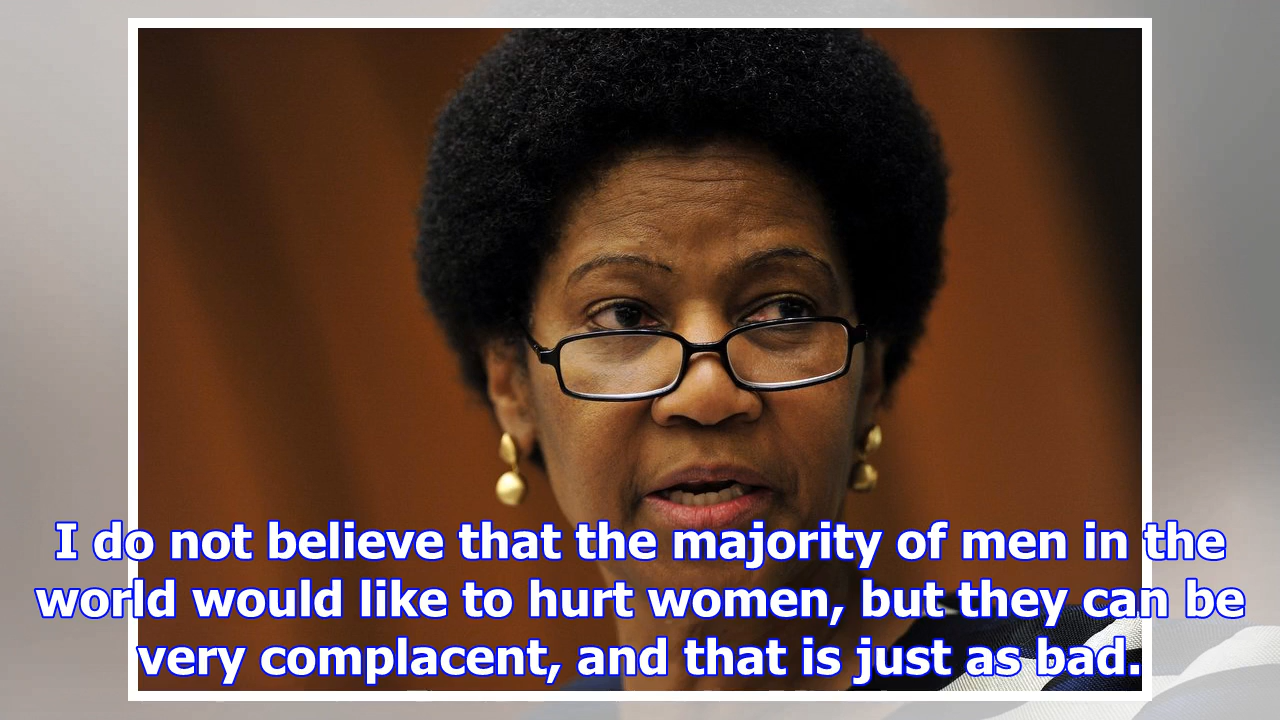 I do not believe that the majority of men in the
world would like to hurt women, but they can be
very complacent, and that is just as bad.